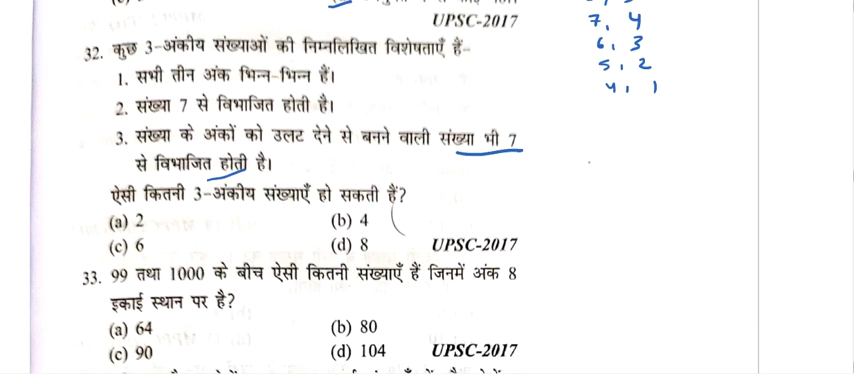 UPSC-2017
7, 4
6, 3
5, 2
4, 1
32. कुछ 3-अंकीय संख्याओं की निम्नलिखित विशेषताएँ हैं-
1. सभी तीन अंक भिन्न-भिन्न हैं।
2. संख्या 7 से विभाजित होती है।
3. संख्या के अंकों को उलट देने से बनने वाली संख्या भी 7
से विभाजित होती है।
ऐसी कितनी 3-अंकीय संख्याएँ हो सकती हैं?
(a) 2 (b) 4
(c) 6 (d) 8 UPSC-2017
33. 99 तथा 1000 के बीच ऐसी कितनी संख्याएँ हैं जिनमें अंक 8
इकाई स्थान पर है?
(a) 64 (b) 80
(c) 90 (d) 104 UPSC-2017